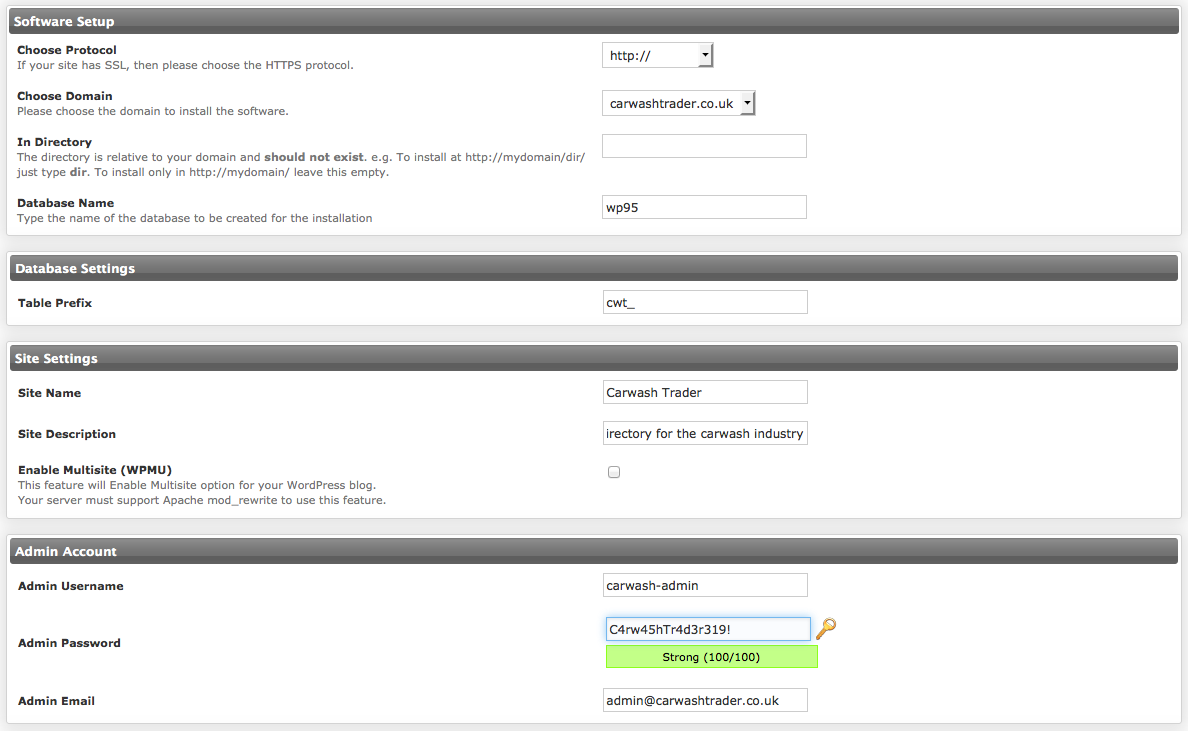 Software Setup
Choose Protocol
If your site has SSL, then please choose the HTTPS protocol.
http://
Choose Domain
Please choose the domain to install the software.
carwashtrader.co.uk
In Directory
The directory is relative to your domain and should not exist. e.g. To install at http://mydomain/dir/
just type dir. To install only in http://mydomain/ leave this empty.
Database Name
Type the name of the database to be created for the installation
wp95
Database Settings
Table Prefix
cwt_
Site Settings
Site Name
Carwash Trader
Site Description
irectory for the carwash industry
Enable Multisite (WPMU)
This feature will Enable Multisite option for your WordPress blog.
Your server must support Apache mod_rewrite to use this feature.
Admin Account
Admin Username
carwash-admin
Admin Password
C4rw45hTr4d3r319!
Strong (100/100)
Admin Email
admin@carwashtrader.co.uk